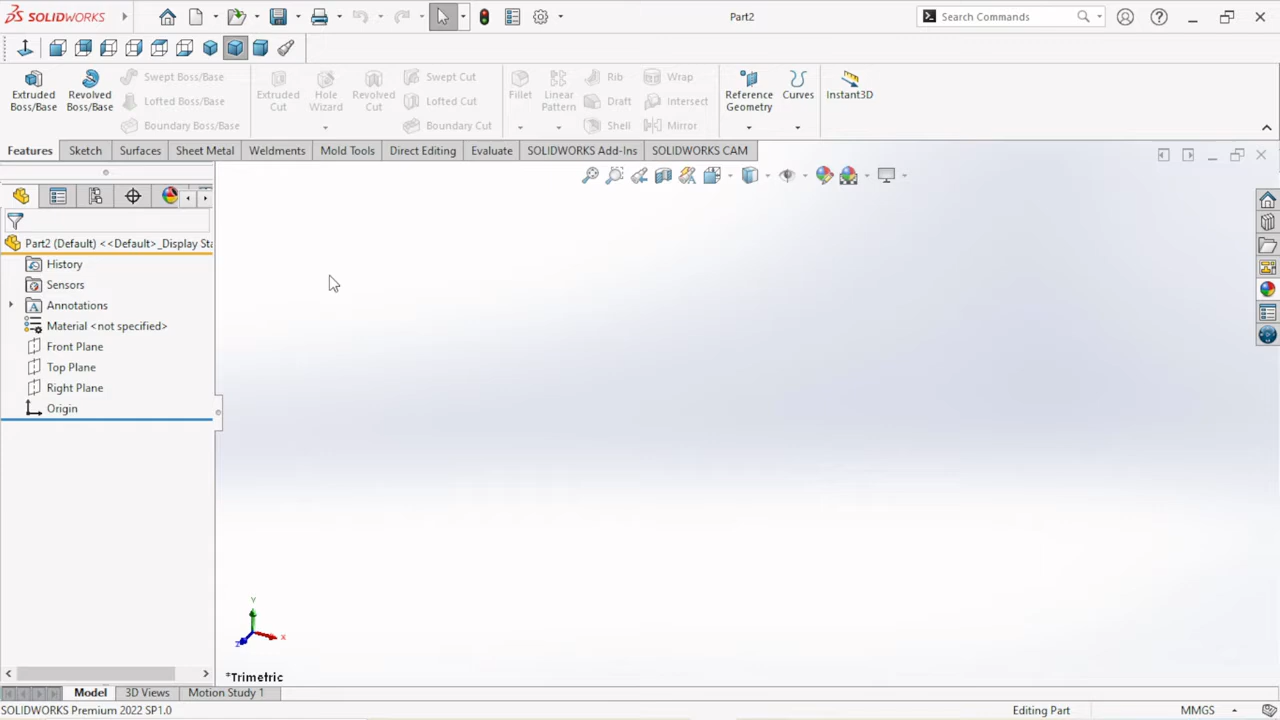 SOLIDWORKS
Part2
Search Commands
Extruded Boss/Base
Revolved Boss/Base
Swept Boss/Base
Lofted Boss/Base
Boundary Boss/Base
Extruded Cut
Hole Wizard
Revolved Cut
Swept Cut
Lofted Cut
Boundary Cut
Fillet
Linear Pattern
Rib
Draft
Shell
Wrap
Intersect
Mirror
Reference Geometry
Curves
Instant3D
Features
Sketch
Surfaces
Sheet Metal
Weldments
Mold Tools
Direct Editing
Evaluate
SOLIDWORKS Add-Ins
SOLIDWORKS CAM
Part2 (Default) <<Default>_Display Sta
History
Sensors
Annotations
Material <not specified>
Front Plane
Top Plane
Right Plane
Origin
Y
X
Z
*Trimetric
Model
3D Views
Motion Study 1
SOLIDWORKS Premium 2022 SP1.0
Editing Part
MMGS